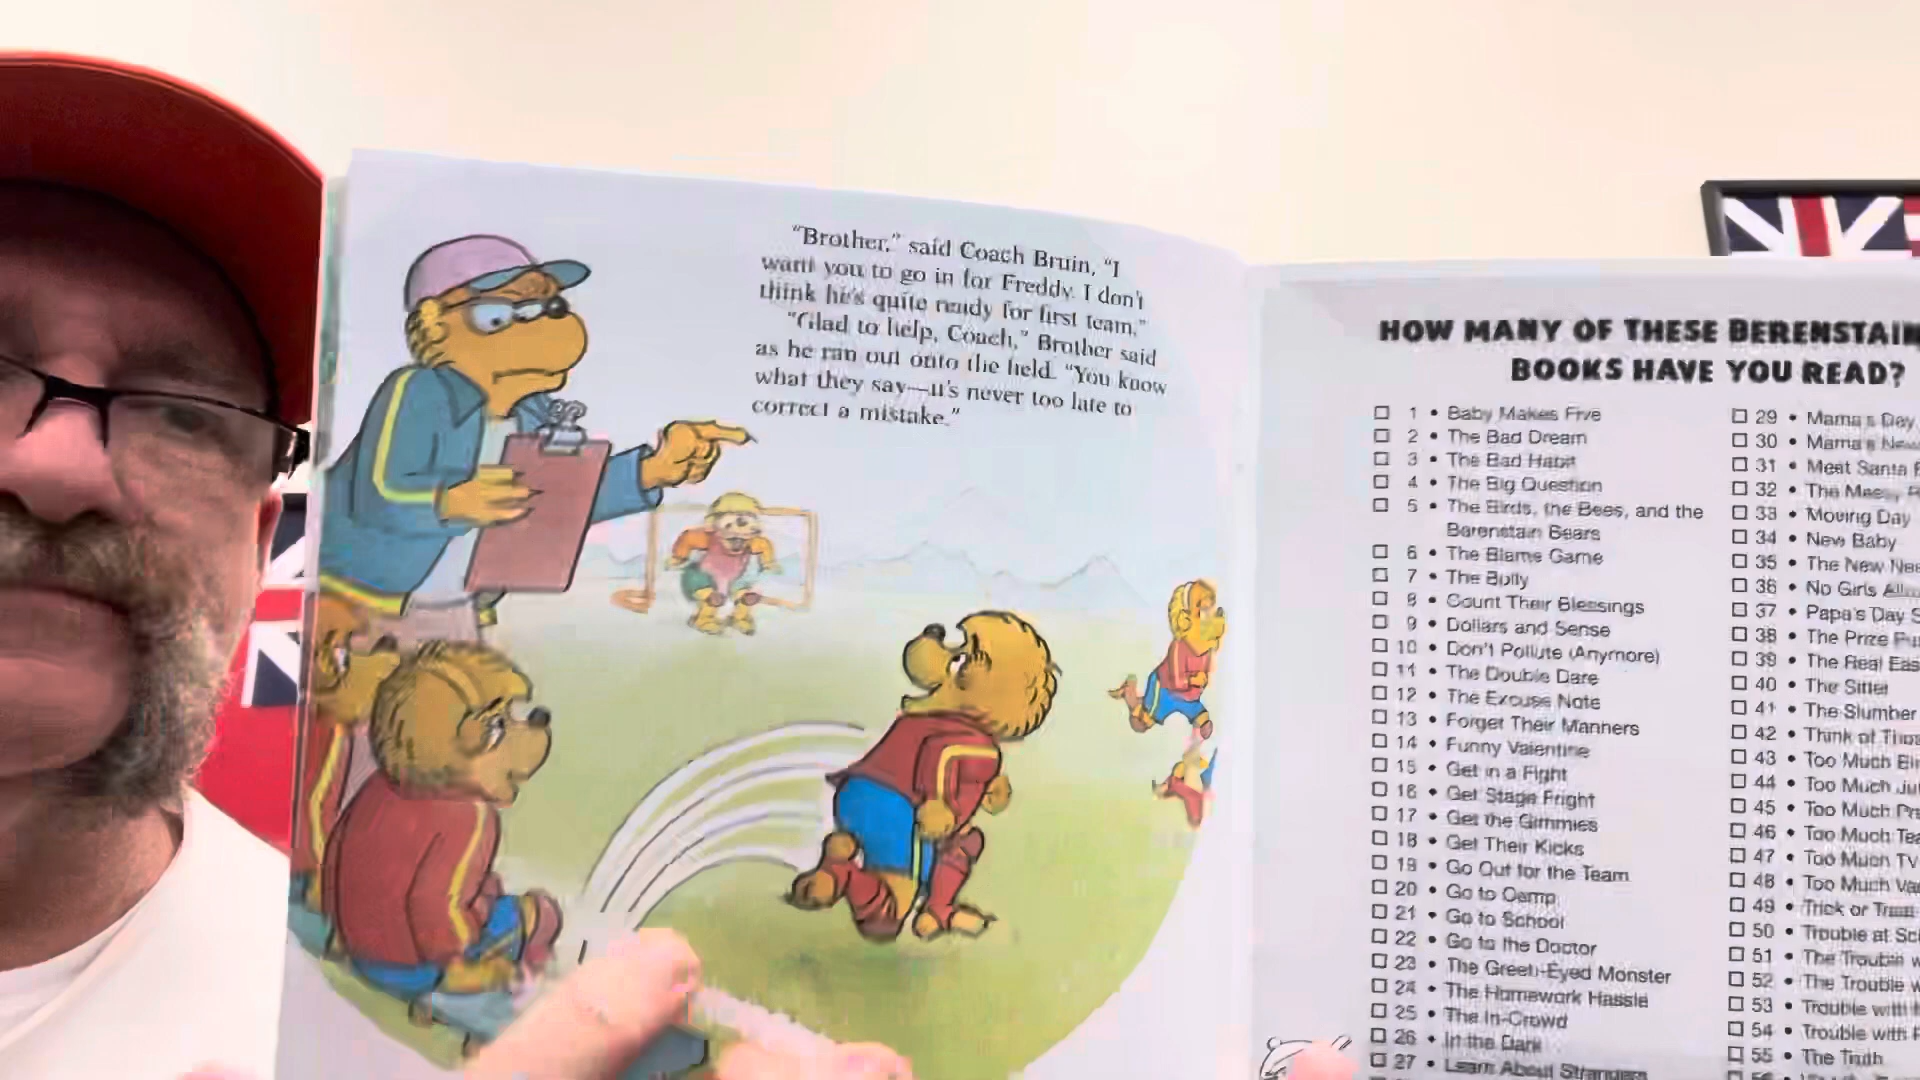 "Brother," said Coach Bruin, "I
want you to go in for Freddy. I don't
think he's quite ready for first team."
"Glad to help, Coach," Brother said
as he ran out onto the field. "You know
what they say—it's never too late to
correct a mistake."
HOW MANY OF THESE BERENSTAIN
BOOKS HAVE YOU READ?
1 • Baby Makes Five
2 • The Bad Dream
3 • The Bad Habit
4 • The Big Question
5 • The Birds, the Bees, and the
Berenstain Bears
6 • The Blame Game
7 • The Bully
8 • Count Their Blessings
9 • Dollars and Sense
10 • Don't Pollute (Anymore)
11 • The Double Dare
12 • The Excuse Note
13 • Forget Their Manners
14 • Funny Valentine
15 • Get in a Fight
16 • Get Stage Fright
17 • Get the Gimmies
18 • Get Their Kicks
19 • Go Out for the Team
20 • Go to Camp
21 • Go to School
22 • Go to the Doctor
23 • The Green-Eyed Monster
24 • The Homework Hassle
25 • The In-Crowd
26 • In the Dark
27 • Learn About Strangers
29 • Mama's Day
30 • Mama's New
31 • Meet Santa
32 • The Messy
33 • Moving Day
34 • New Baby
35 • The New
36 • No Girls
37 • Papa's Day
38 • The Prize
39 • The Real
40 • The Sitter
41 • The Slumber
42 • Think of
43 • Too Much
44 • Too Much
45 • Too Much
46 • Too Much
47 • Too Much TV
48 • Too Much
49 • Trick or Treat
50 • Trouble at
51 • The Trouble
52 • The Trouble
53 • Trouble with
54 • Trouble with
55 • The Truth